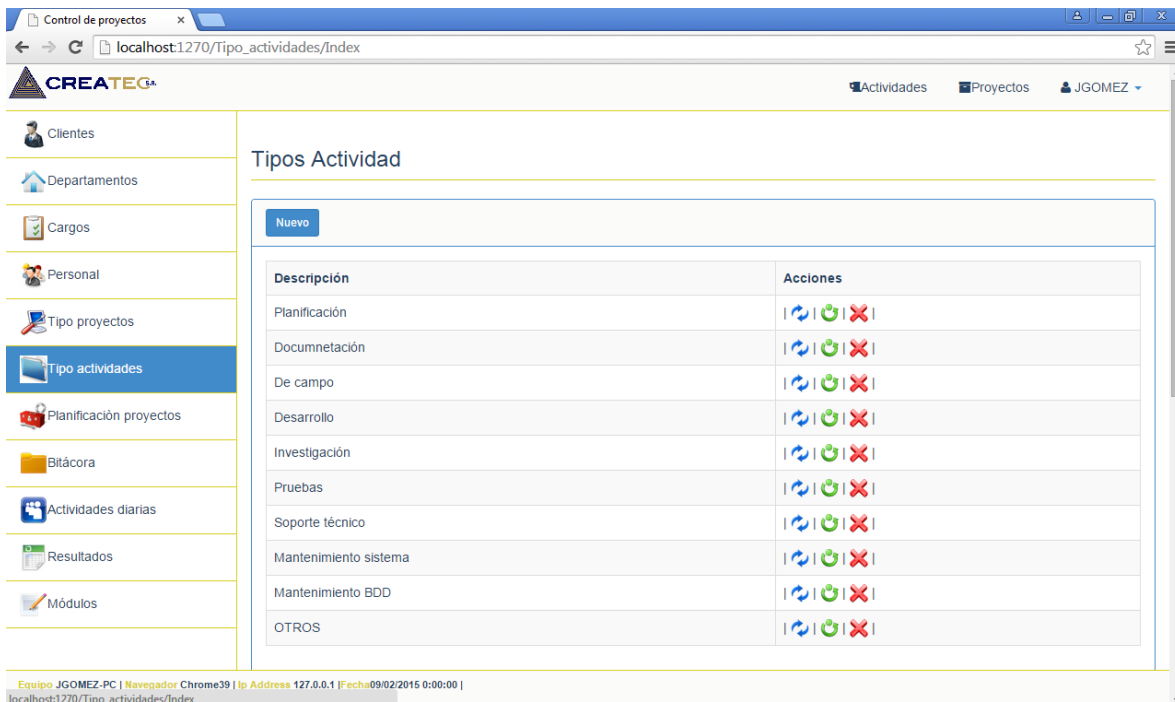 Control de proyectos
localhost:1270/Tipo_actividades/Index
CREATEC S.A.
Actividades
Proyectos
JGOMEZ
Clientes
Departamentos
Cargos
Personal
Tipo proyectos
Tipo actividades
Planificaciòn proyectos
Bitácora
Actividades diarias
Resultados
Módulos
Tipos Actividad
Nuevo
Descripción Acciones
Planificación | | | |
Documnetación | | | |
De campo | | | |
Desarrollo | | | |
Investigación | | | |
Pruebas | | | |
Soporte técnico | | | |
Mantenimiento sistema | | | |
Mantenimiento BDD | | | |
OTROS | | | |
Equipo JGOMEZ-PC | Navegador Chrome39 | Ip Address 127.0.0.1 |Fecha09/02/2015 0:00:00 |
localhost:1270/Tipo_actividades/Index